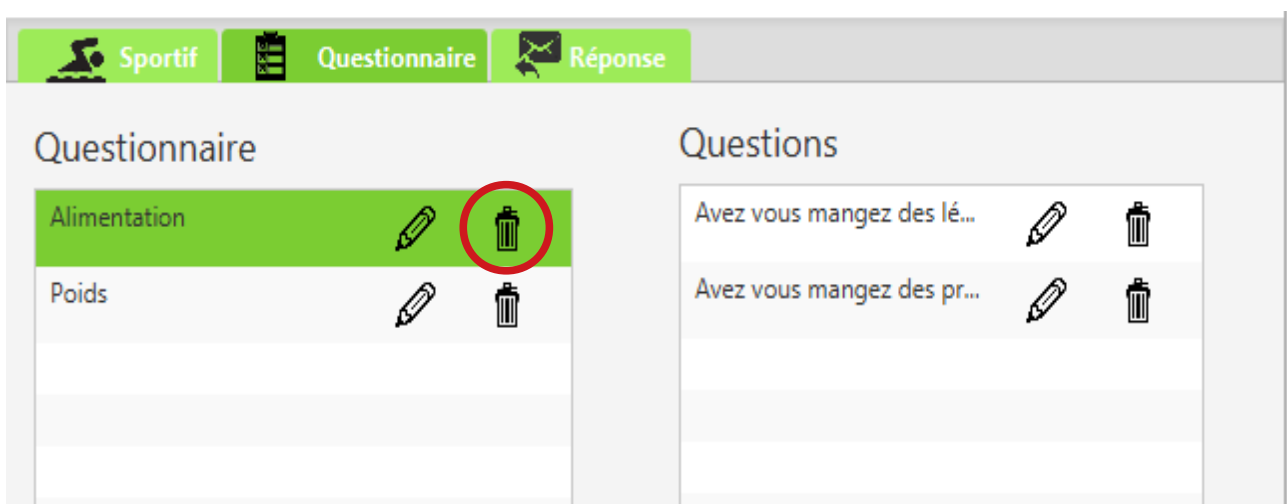 Sportif
Questionnaire
Réponse
Questionnaire
Alimentation
Poids
Questions
Avez vous mangez des lé...
Avez vous mangez des pr...